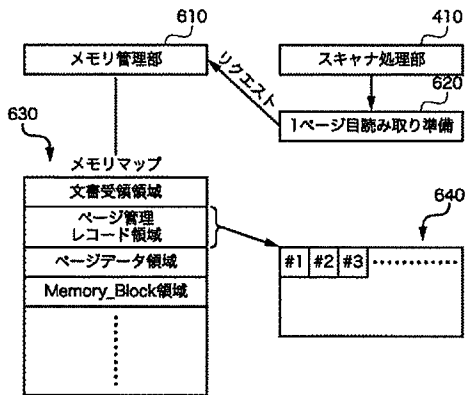 610
410
メモリ管理部
スキャナ処理部
リクエスト
620
1ページ目読み取り準備
630
メモリマップ
文書受領領域
ページ管理
レコード領域
640
#1 #2 #3
ページデータ領域
Memory_Block領域